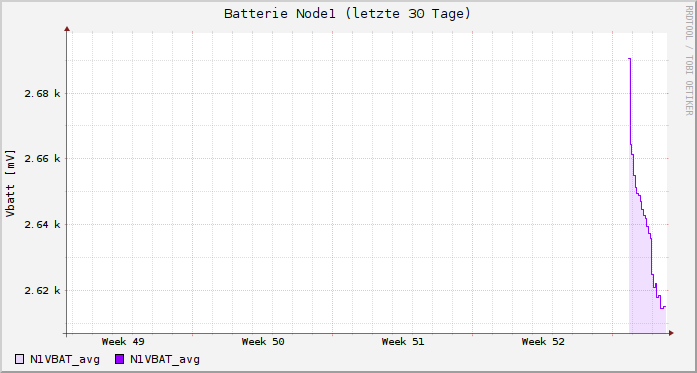 Batterie Node1 (letzte 30 Tage)
RRDTOOL / TOBI OETIKER
Vbatt [mV]
2.68 k
2.66 k
2.64 k
2.62 k
Week 49 Week 50 Week 51 Week 52
N1VBAT_avg N1VBAT_avg